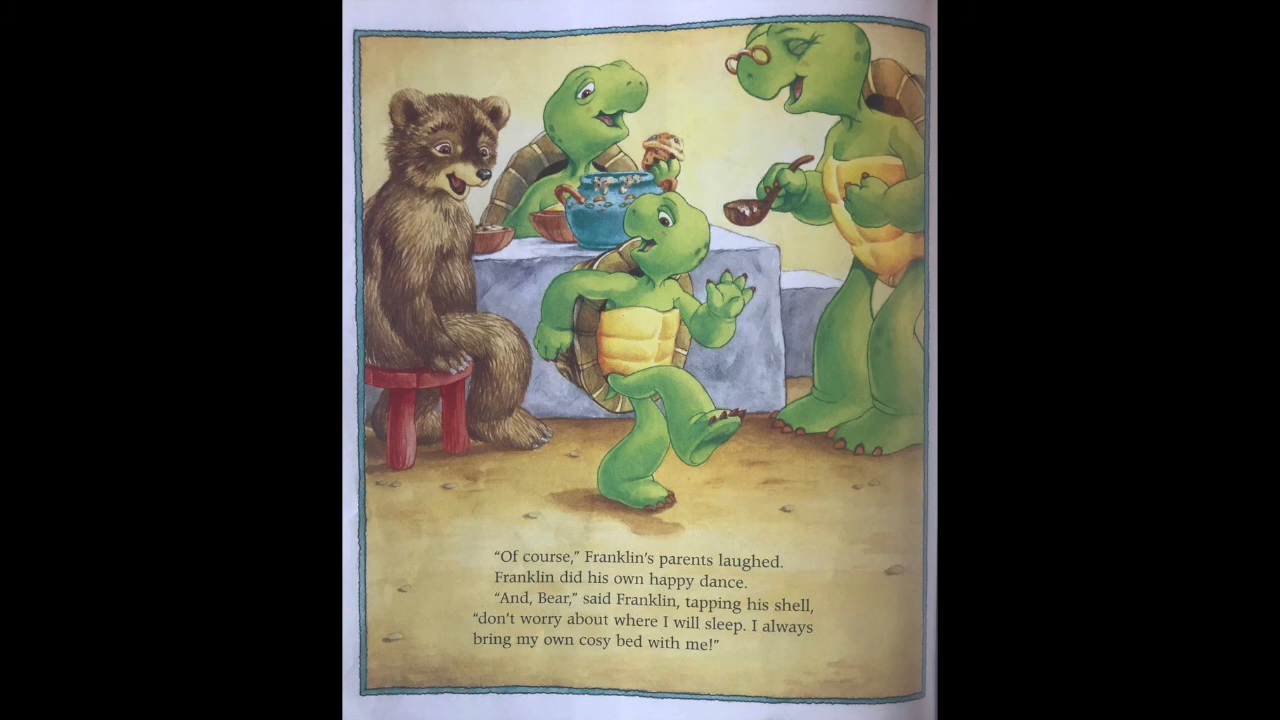 “Of course,” Franklin’s parents laughed.
Franklin did his own happy dance.
“And, Bear,” said Franklin, tapping his shell,
“don’t worry about where I will sleep. I always
bring my own cosy bed with me!”